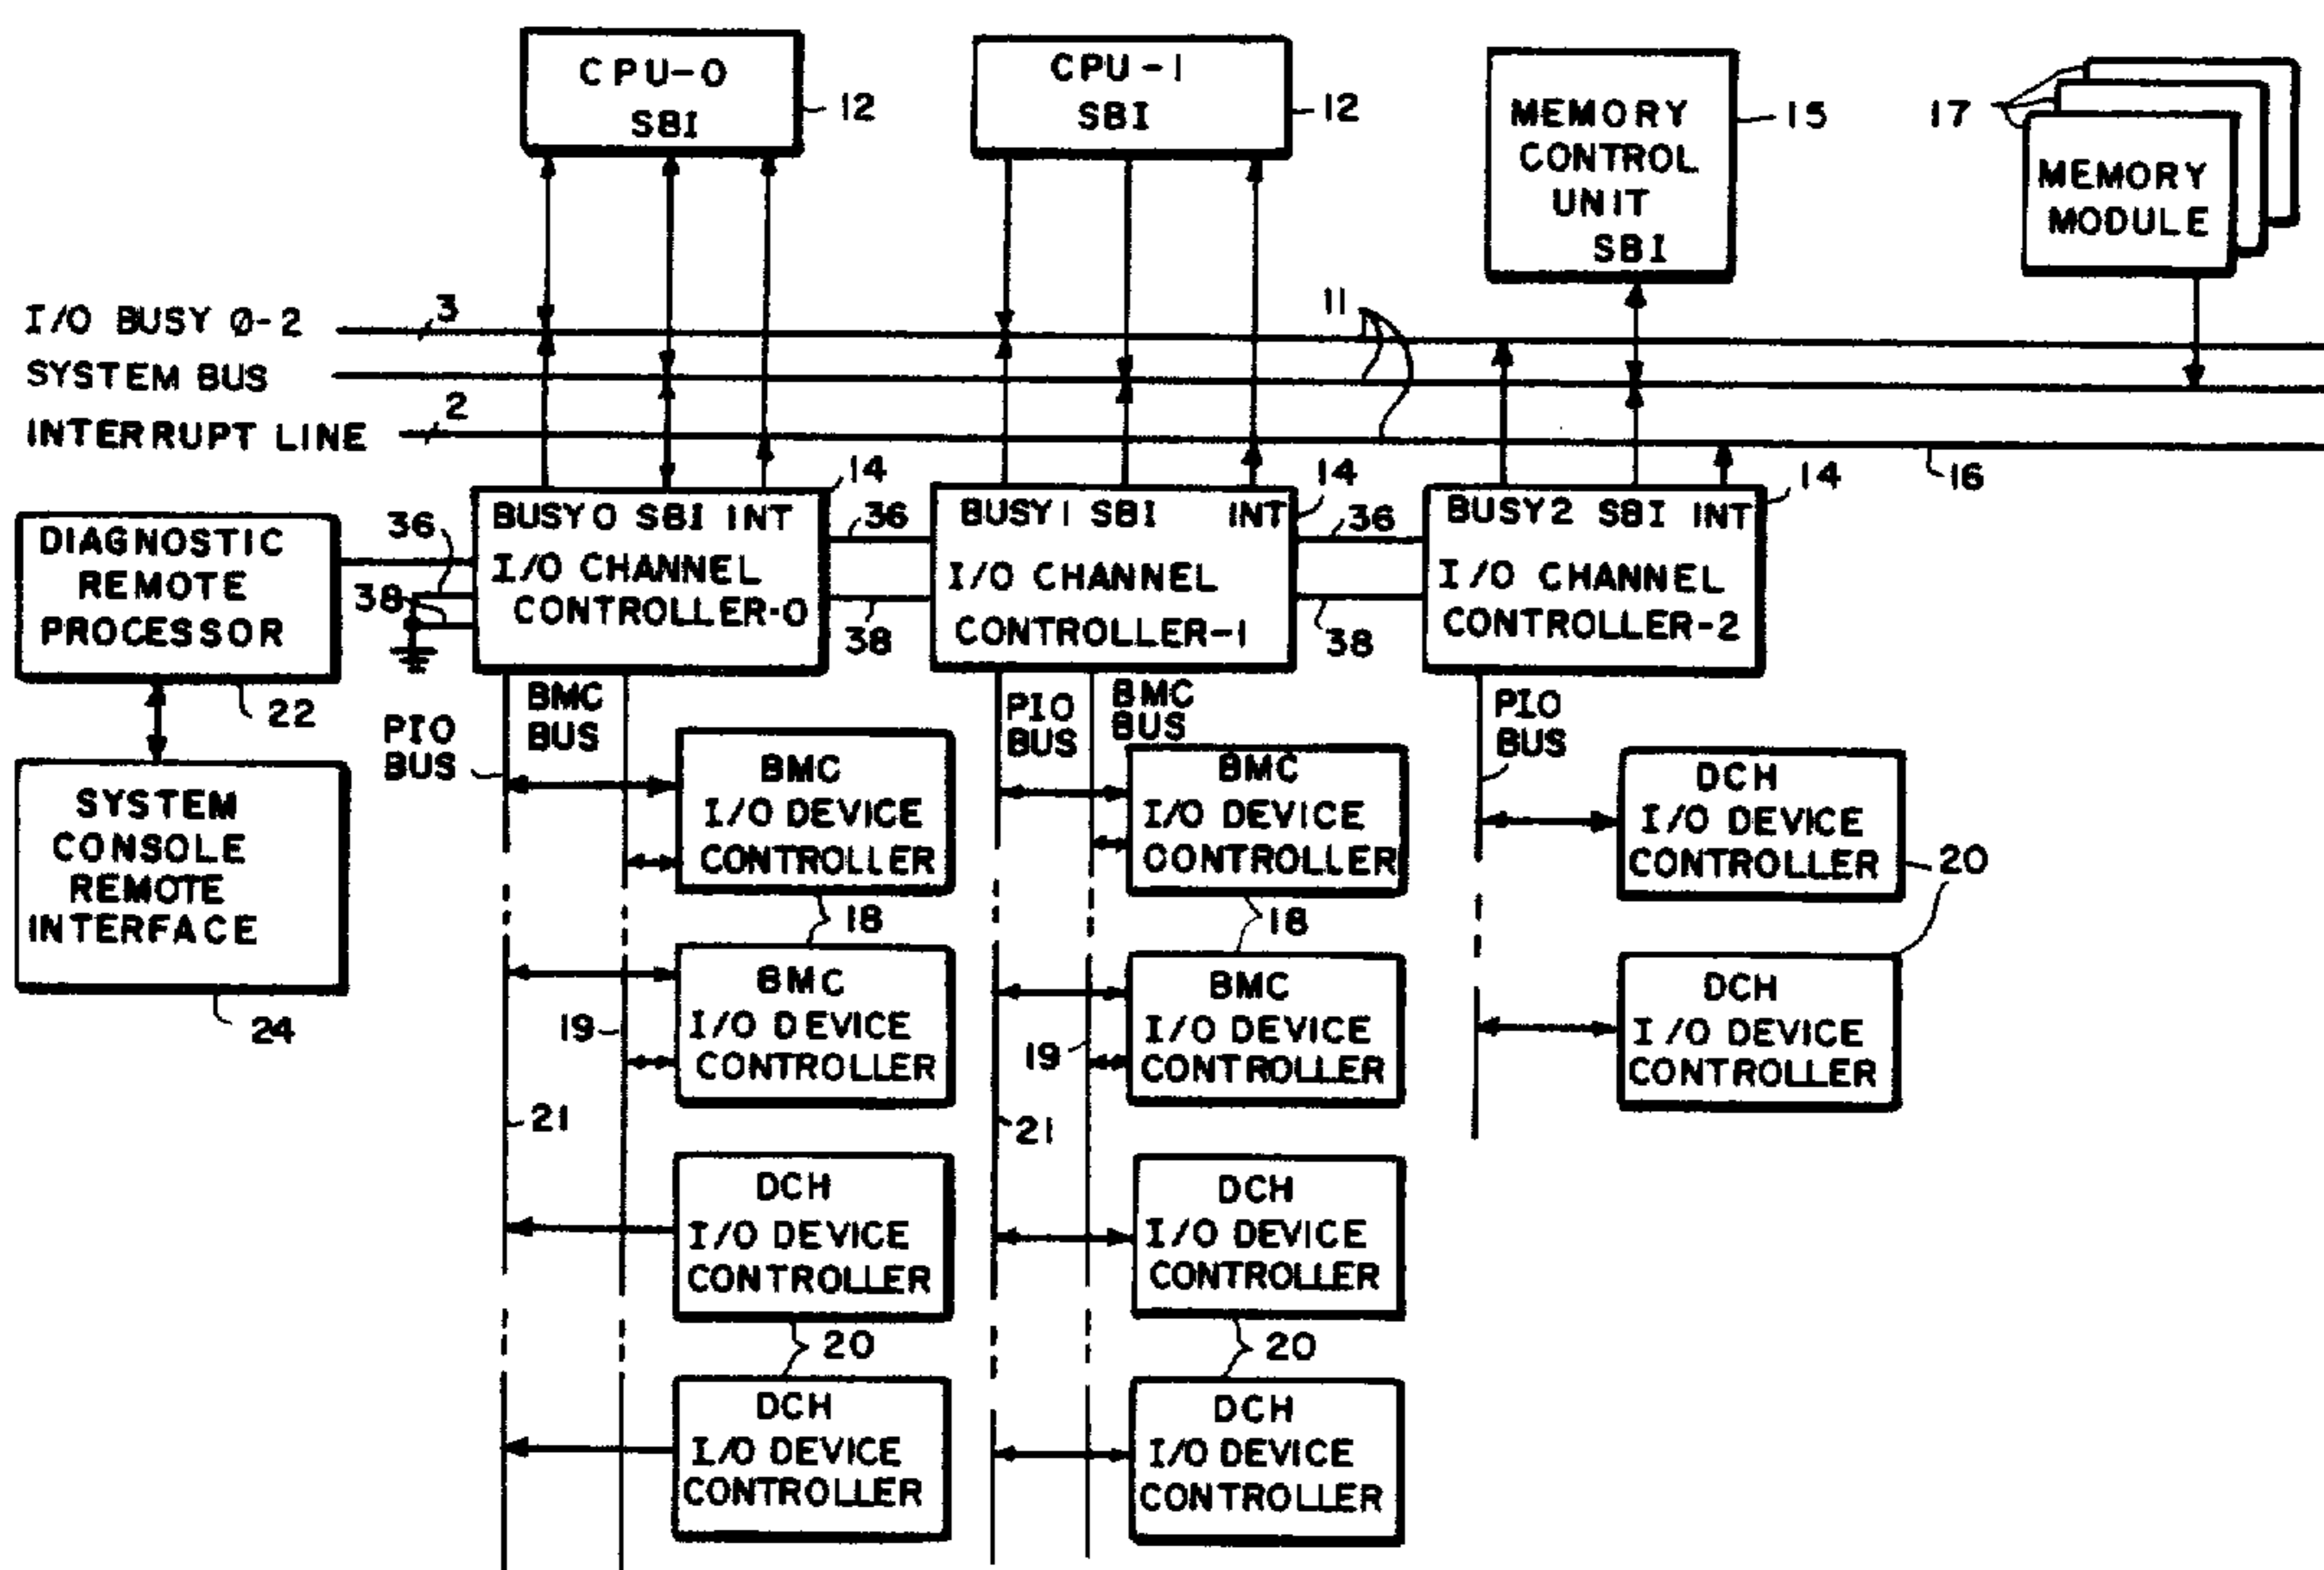 CPU-0
SBI
12
CPU-1
SBI
12
MEMORY
CONTROL
UNIT
SBI
15
17
MEMORY
MODULE
I/O BUSY 0-2
3
11
SYSTEM BUS
INTERRUPT LINE
2
16
14
14
14
DIAGNOSTIC
REMOTE
PROCESSOR
22
36
38
BUSY0 SBI INT
I/O CHANNEL
CONTROLLER-0
36
38
BUSY1 SBI INT
I/O CHANNEL
CONTROLLER-1
36
38
BUSY2 SBI INT
I/O CHANNEL
CONTROLLER-2
SYSTEM
CONSOLE
REMOTE
INTERFACE
24
PIO
BUS
BMC
BUS
BMC
I/O DEVICE
CONTROLLER
18
BMC
I/O DEVICE
CONTROLLER
19
21
DCH
I/O DEVICE
CONTROLLER
20
DCH
I/O DEVICE
CONTROLLER
PIO
BUS
BMC
BUS
BMC
I/O DEVICE
CONTROLLER
18
BMC
I/O DEVICE
CONTROLLER
19
21
DCH
I/O DEVICE
CONTROLLER
20
DCH
I/O DEVICE
CONTROLLER
PIO
BUS
DCH
I/O DEVICE
CONTROLLER
20
DCH
I/O DEVICE
CONTROLLER